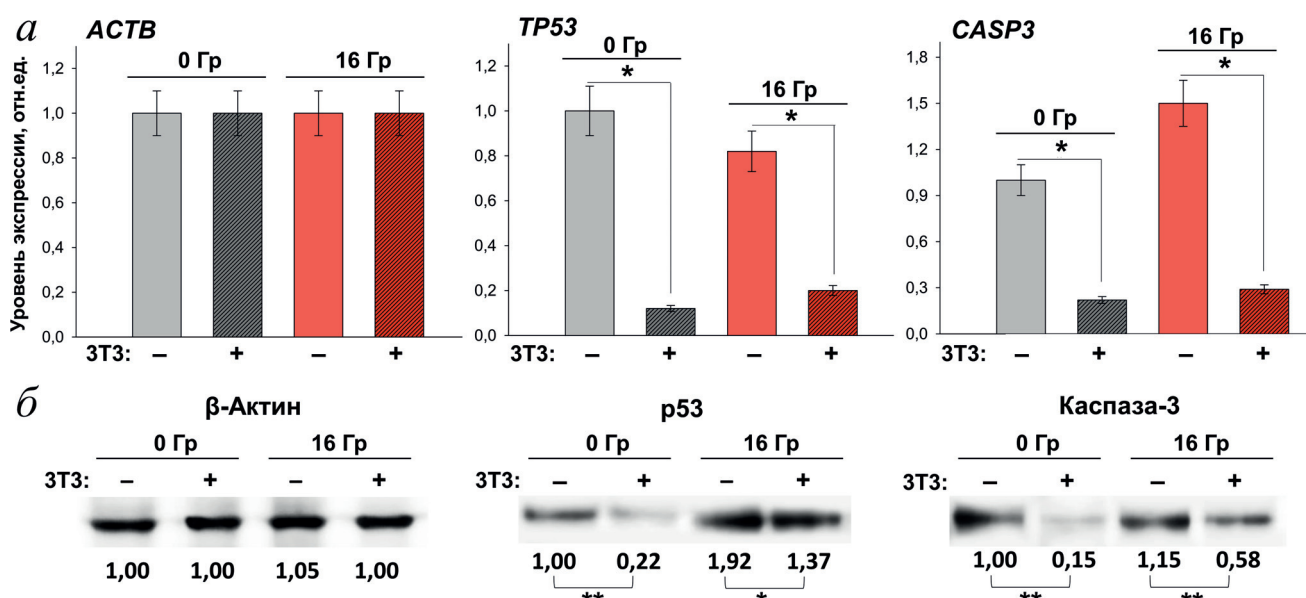 а ACTB TP53 CASP3
Уровень экспрессии, отн.ед.
0 Гр 16 Гр
1,2
1,0
0,8
0,6
0,4
0,2
0,0
3T3: – + – +
0 Гр
*
16 Гр
*
1,2
1,0
0,8
0,6
0,4
0,2
0,0
3T3: – + – +
16 Гр
*
0 Гр
*
1,8
1,5
1,2
0,9
0,6
0,3
0,0
3T3: – + – +
б
β-Актин
0 Гр 16 Гр
3T3: – + – +
1,00 1,00 1,05 1,00
p53
0 Гр 16 Гр
3T3: – + – +
1,00 0,22 1,92 1,37
** *
Каспаза-3
0 Гр 16 Гр
3T3: – + – +
1,00 0,15 1,15 0,58
** **